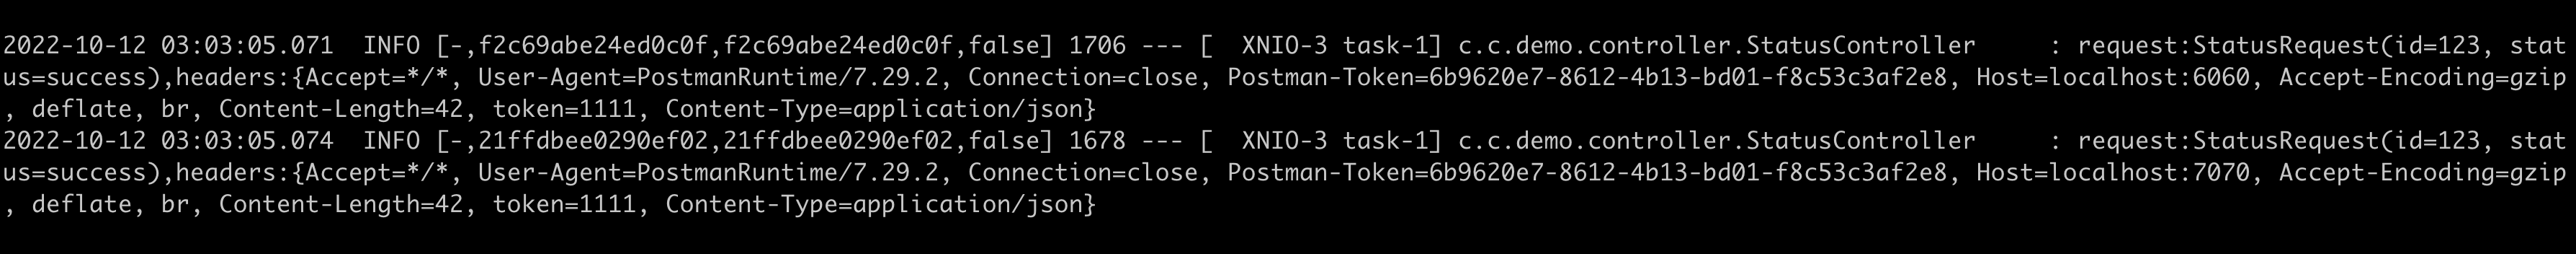 2022-10-12 03:03:05.071  INFO [-,f2c69abe24ed0c0f,f2c69abe24ed0c0f,false] 1706 --- [  XNIO-3 task-1] c.c.demo.controller.StatusController     : request:StatusRequest(id=123, stat
us=success),headers:{Accept=*/*, User-Agent=PostmanRuntime/7.29.2, Connection=close, Postman-Token=6b9620e7-8612-4b13-bd01-f8c53c3af2e8, Host=localhost:6060, Accept-Encoding=gzip
, deflate, br, Content-Length=42, token=1111, Content-Type=application/json}
2022-10-12 03:03:05.074  INFO [-,21ffdbee0290ef02,21ffdbee0290ef02,false] 1678 --- [  XNIO-3 task-1] c.c.demo.controller.StatusController     : request:StatusRequest(id=123, stat
us=success),headers:{Accept=*/*, User-Agent=PostmanRuntime/7.29.2, Connection=close, Postman-Token=6b9620e7-8612-4b13-bd01-f8c53c3af2e8, Host=localhost:7070, Accept-Encoding=gzip
, deflate, br, Content-Length=42, token=1111, Content-Type=application/json}